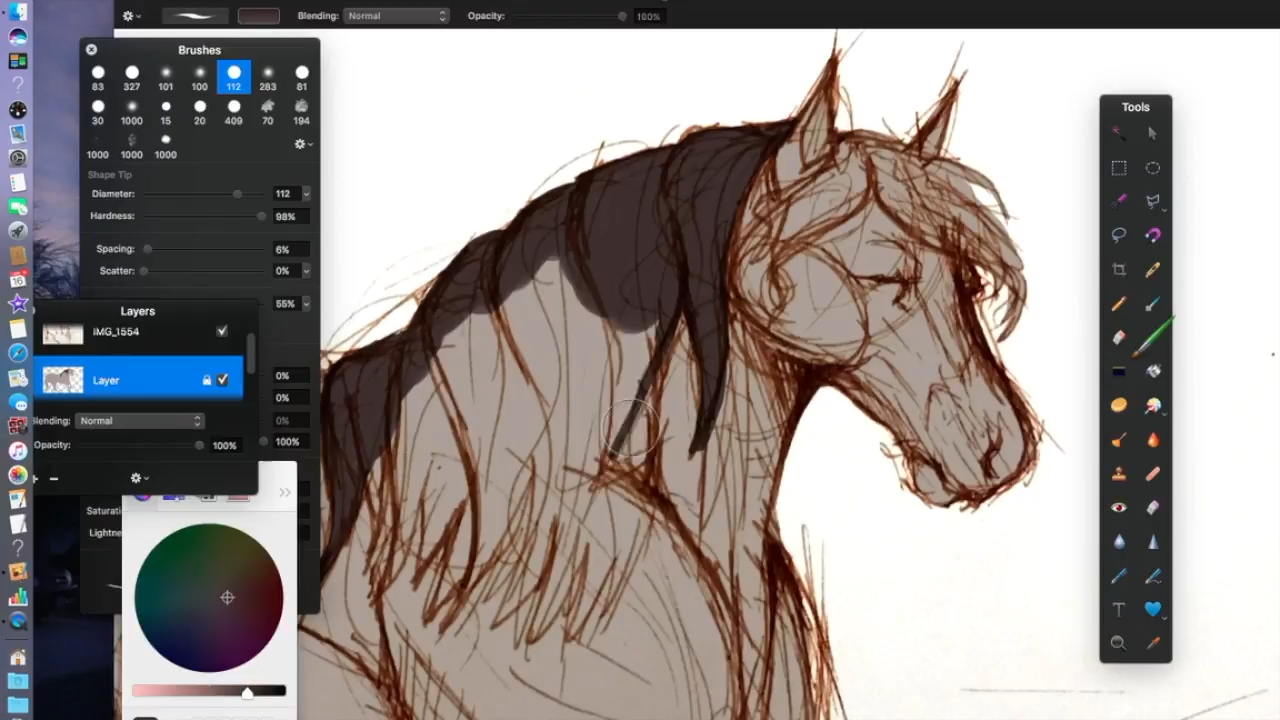 Blending: Normal Opacity: 100%
Brushes
83 327 101 100 112 283 81
30 1000 15 20 409 70 194
1000 1000 1000
Shape Tip
Diameter: 112
Hardness: 98%
Spacing: 6%
Scatter: 0%
55%
Layers
IMG_1554
Layer
0%
0%
0%
Blending: Normal
100%
Opacity: 100%
Saturati
Lightne
Tools
16
T